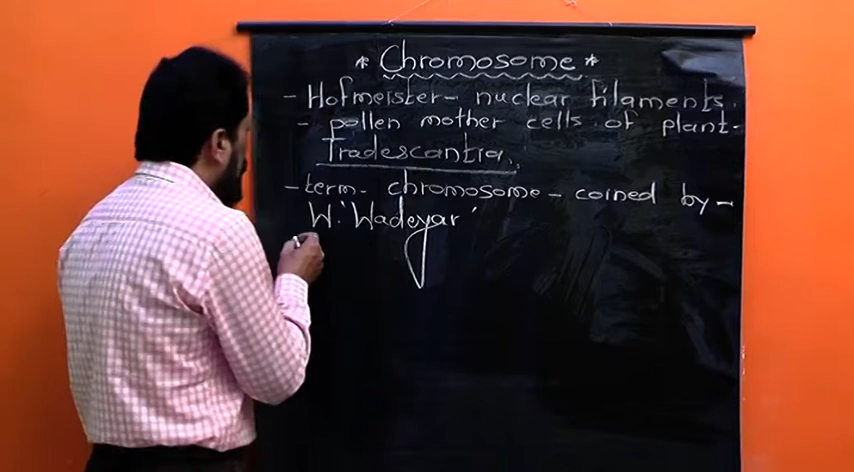 * Chromosome *
- Hofmeister - nuclear filaments.
- pollen mother cells of plant -
Tradescantia.
- term - chromosome - coined by -
W. 'Wadeyar'